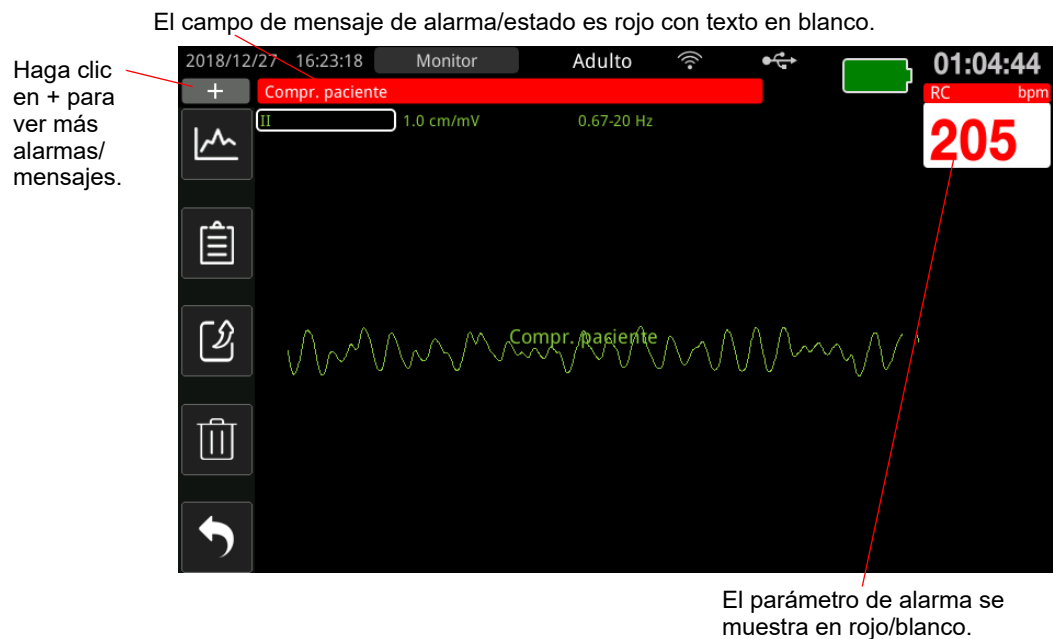 El campo de mensaje de alarma/estado es rojo con texto en blanco.
Haga clic
en + para
ver más
alarmas/
mensajes.
2018/12/27 16:23:18 Monitor Adulto 01:04:44
+ Compr. paciente RC bpm
II 1.0 cm/mV 0.67-20 Hz
205
Compr. paciente
El parámetro de alarma se
muestra en rojo/blanco.